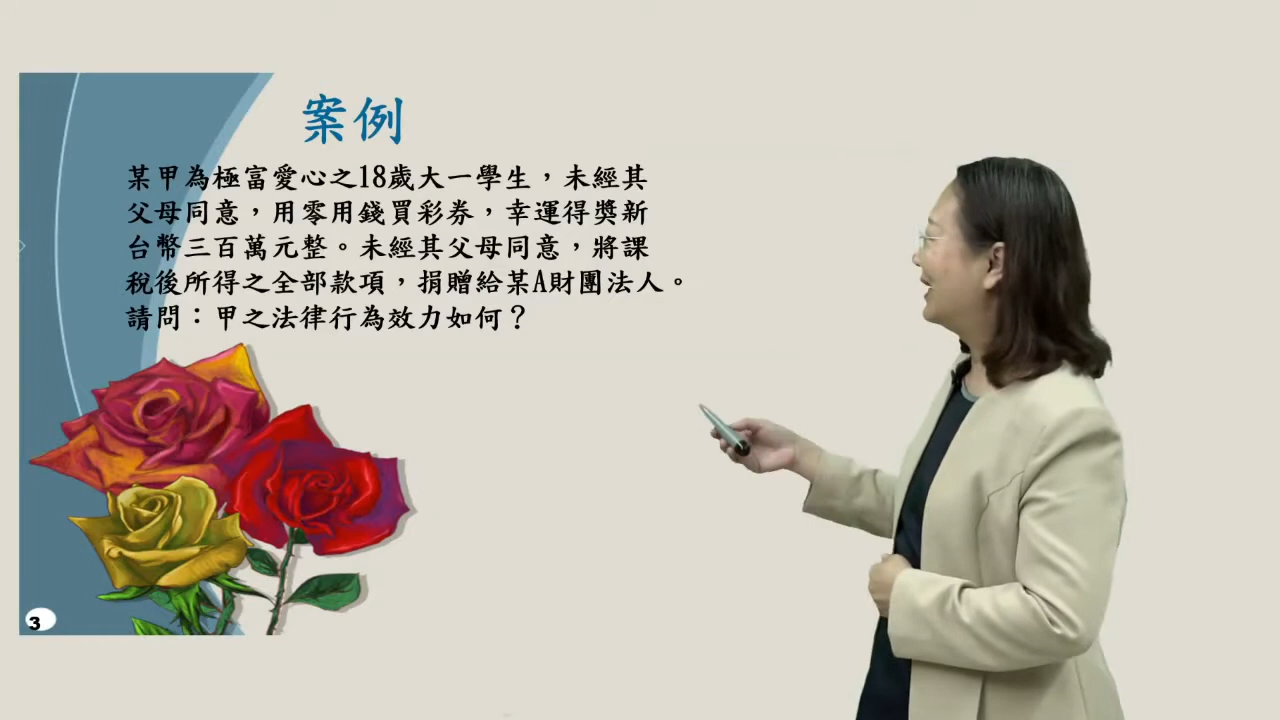 案例
某甲為極富愛心之18歲大一學生，未經其
父母同意，用零用錢買彩券，幸運得獎新
台幣三百萬元整。未經其父母同意，將課
稅後所得之全部款項，捐贈給某A財團法人。
請問：甲之法律行為效力如何？
3